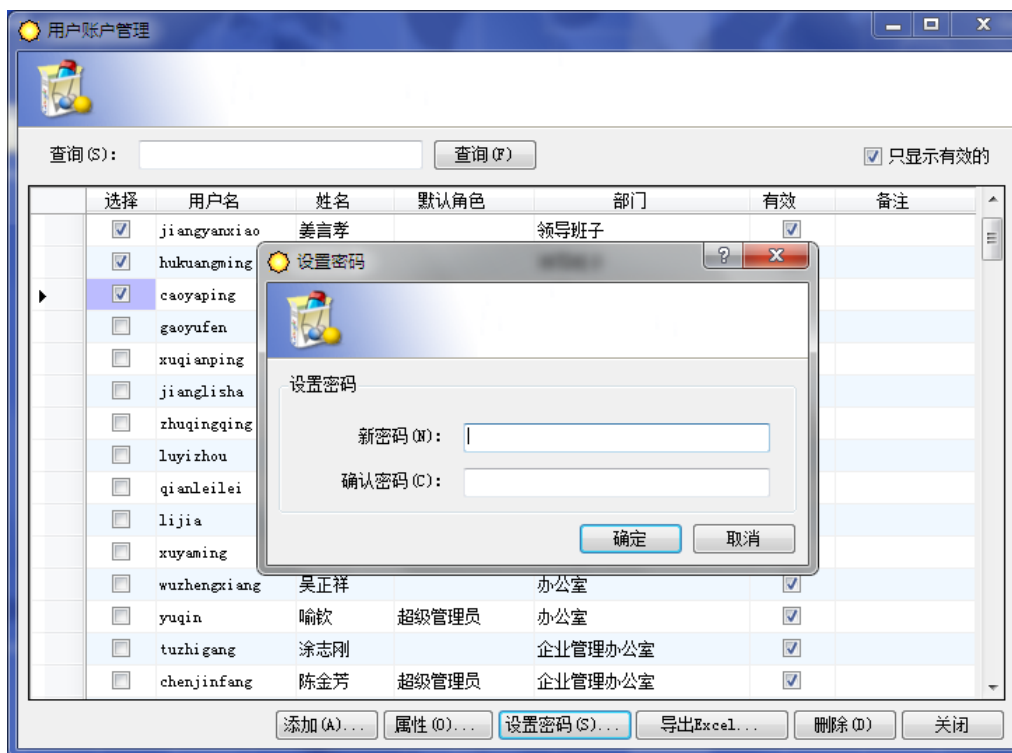 用户账户管理
查询(S):
查询(F)
只显示有效的
选择 用户名 姓名 默认角色 部门 有效 备注
jiangyanxiao 姜言孝 领导班子
hukuangming
caoyaping
gaoyufen
xuqianping
jianglisha
zhuqingqing
luyizhou
qianleilei
lijia
xuyaming
wuzhengxiang 吴正祥 办公室
yuqin 喻钦 超级管理员 办公室
tuzhigang 涂志刚 企业管理办公室
chenjinfang 陈金芳 超级管理员 企业管理办公室
设置密码
设置密码
新密码(N):
确认密码(C):
确定 取消
添加(A)... 属性(O)... 设置密码(S)... 导出Excel... 删除(D) 关闭